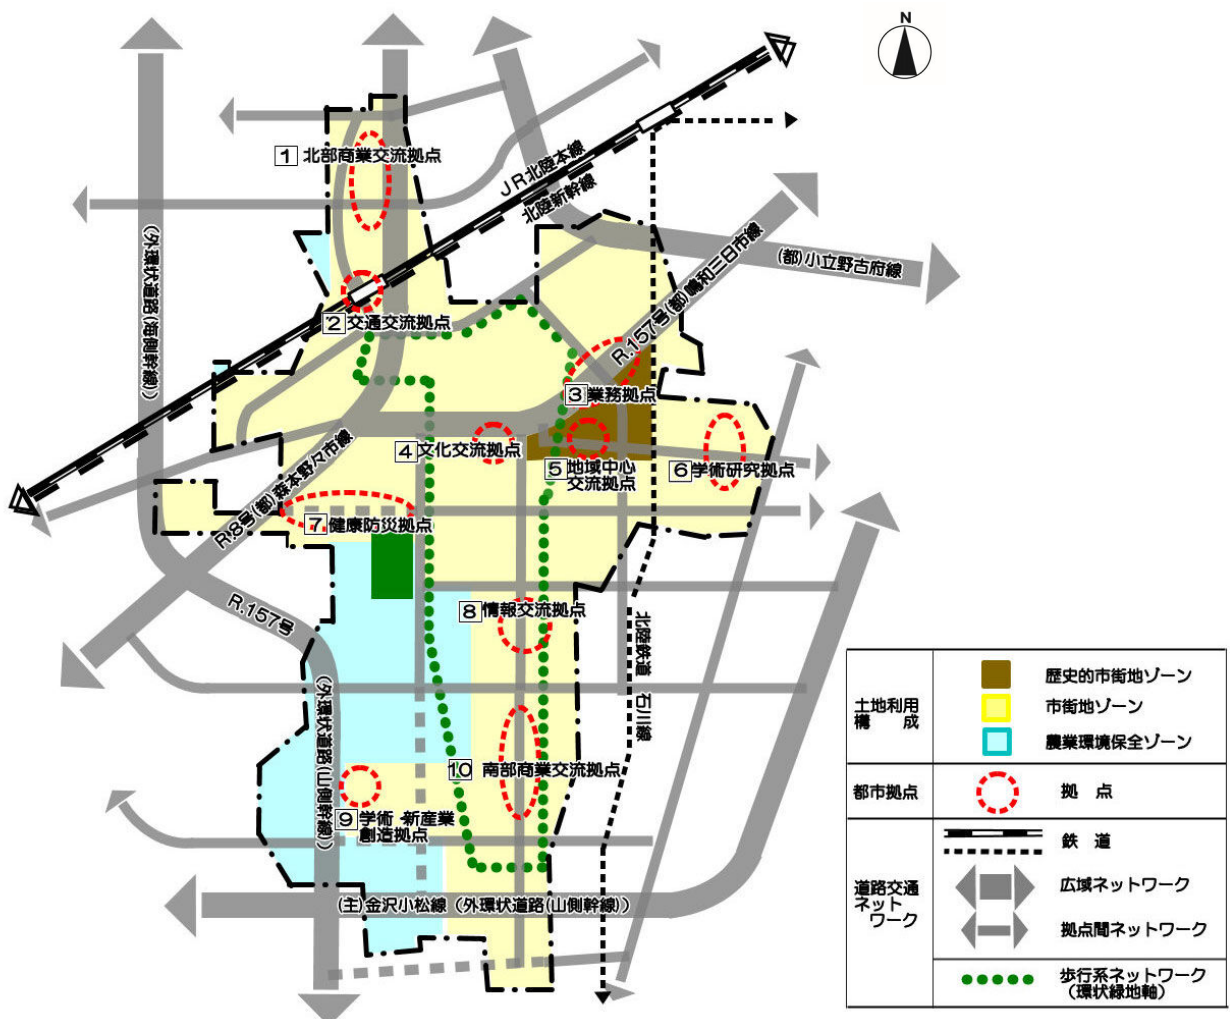 N
1 北部商業交流拠点
JR北陸本線
北陸新幹線
(都)小立野古府線
R.157号(都)鳴和三日市線
(外環状道路(海側幹線))
2 交通交流拠点
3 業務拠点
4 文化交流拠点
5 地域中心
交流拠点
6 学術研究拠点
R.8号(都)森本野々市線
7 健康防災拠点
R.157号
8 情報交流拠点
北陸鉄道 石川線
(外環状道路(山側幹線))
10 南部商業交流拠点
9 学術・新産業
創造拠点
(主)金沢小松線(外環状道路(山側幹線))
土地利用
構 成
歴史的市街地ゾーン
市街地ゾーン
農業環境保全ゾーン
都市拠点
拠 点
道路交通
ネット
ワーク
鉄 道
広域ネットワーク
拠点間ネットワーク
歩行系ネットワーク
(環状緑地軸)